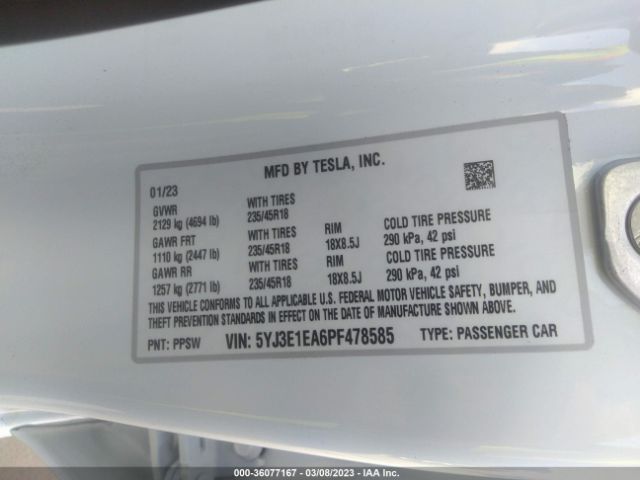 MFD BY TESLA, INC.
01/23
GVWR WITH TIRES
2129 kg (4694 lb) 235/45R18
GAWR FRT WITH TIRES RIM COLD TIRE PRESSURE
1110 kg (2447 lb) 235/45R18 18X8.5J 290 kPa, 42 psi
GAWR RR WITH TIRES RIM COLD TIRE PRESSURE
1257 kg (2771 lb) 235/45R18 18X8.5J 290 kPa, 42 psi
THIS VEHICLE CONFORMS TO ALL APPLICABLE U.S. FEDERAL MOTOR VEHICLE SAFETY, BUMPER, AND
THEFT PREVENTION STANDARDS IN EFFECT ON THE DATE OF MANUFACTURE SHOWN ABOVE.
PNT: PPSW VIN: 5YJ3E1EA6PF478585 TYPE: PASSENGER CAR
000-36077167 - 03/08/2023 - IAA Inc.